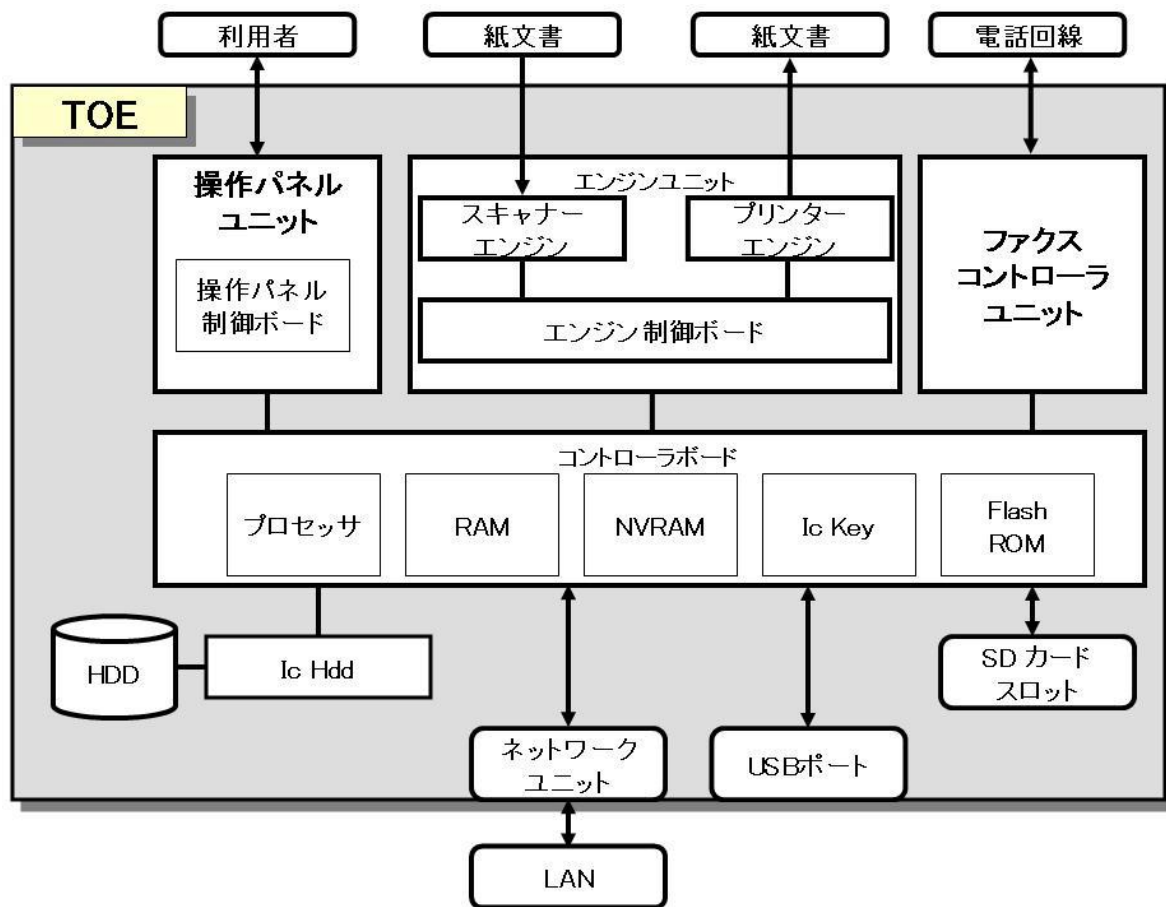 利用者
紙文書
紙文書
電話回線
TOE
操作パネル
ユニット
操作パネル
制御ボード
エンジンユニット
スキャナー
エンジン
プリンター
エンジン
エンジン制御ボード
ファクス
コントローラ
ユニット
コントローラボード
プロセッサ
RAM
NVRAM
Ic Key
Flash
ROM
HDD
Ic Hdd
SD カード
スロット
ネットワーク
ユニット
USBポート
LAN